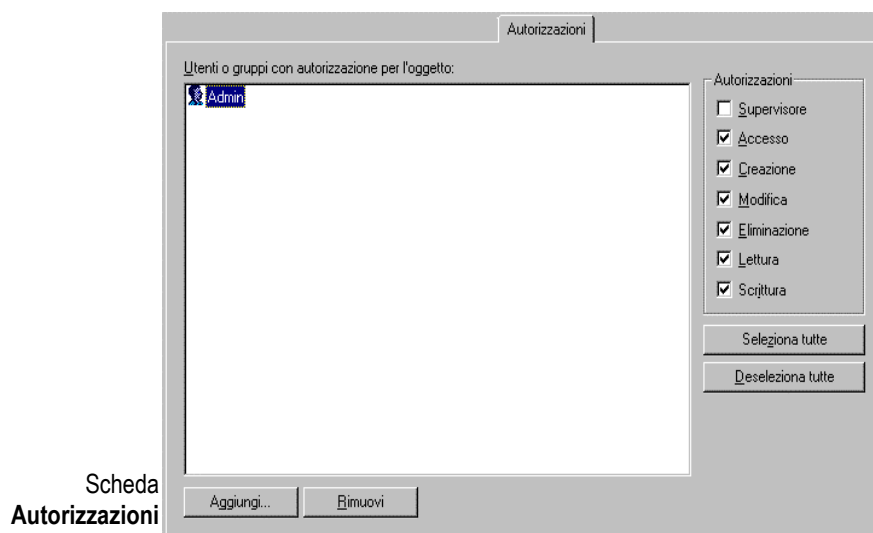 Autorizzazioni
Utenti o gruppi con autorizzazione per l'oggetto:
Admin
Autorizzazioni
Supervisore
Accesso
Creazione
Modifica
Eliminazione
Lettura
Scrittura
Seleziona tutte
Deseleziona tutte
Aggiungi...
Rimuovi
Scheda
Autorizzazioni